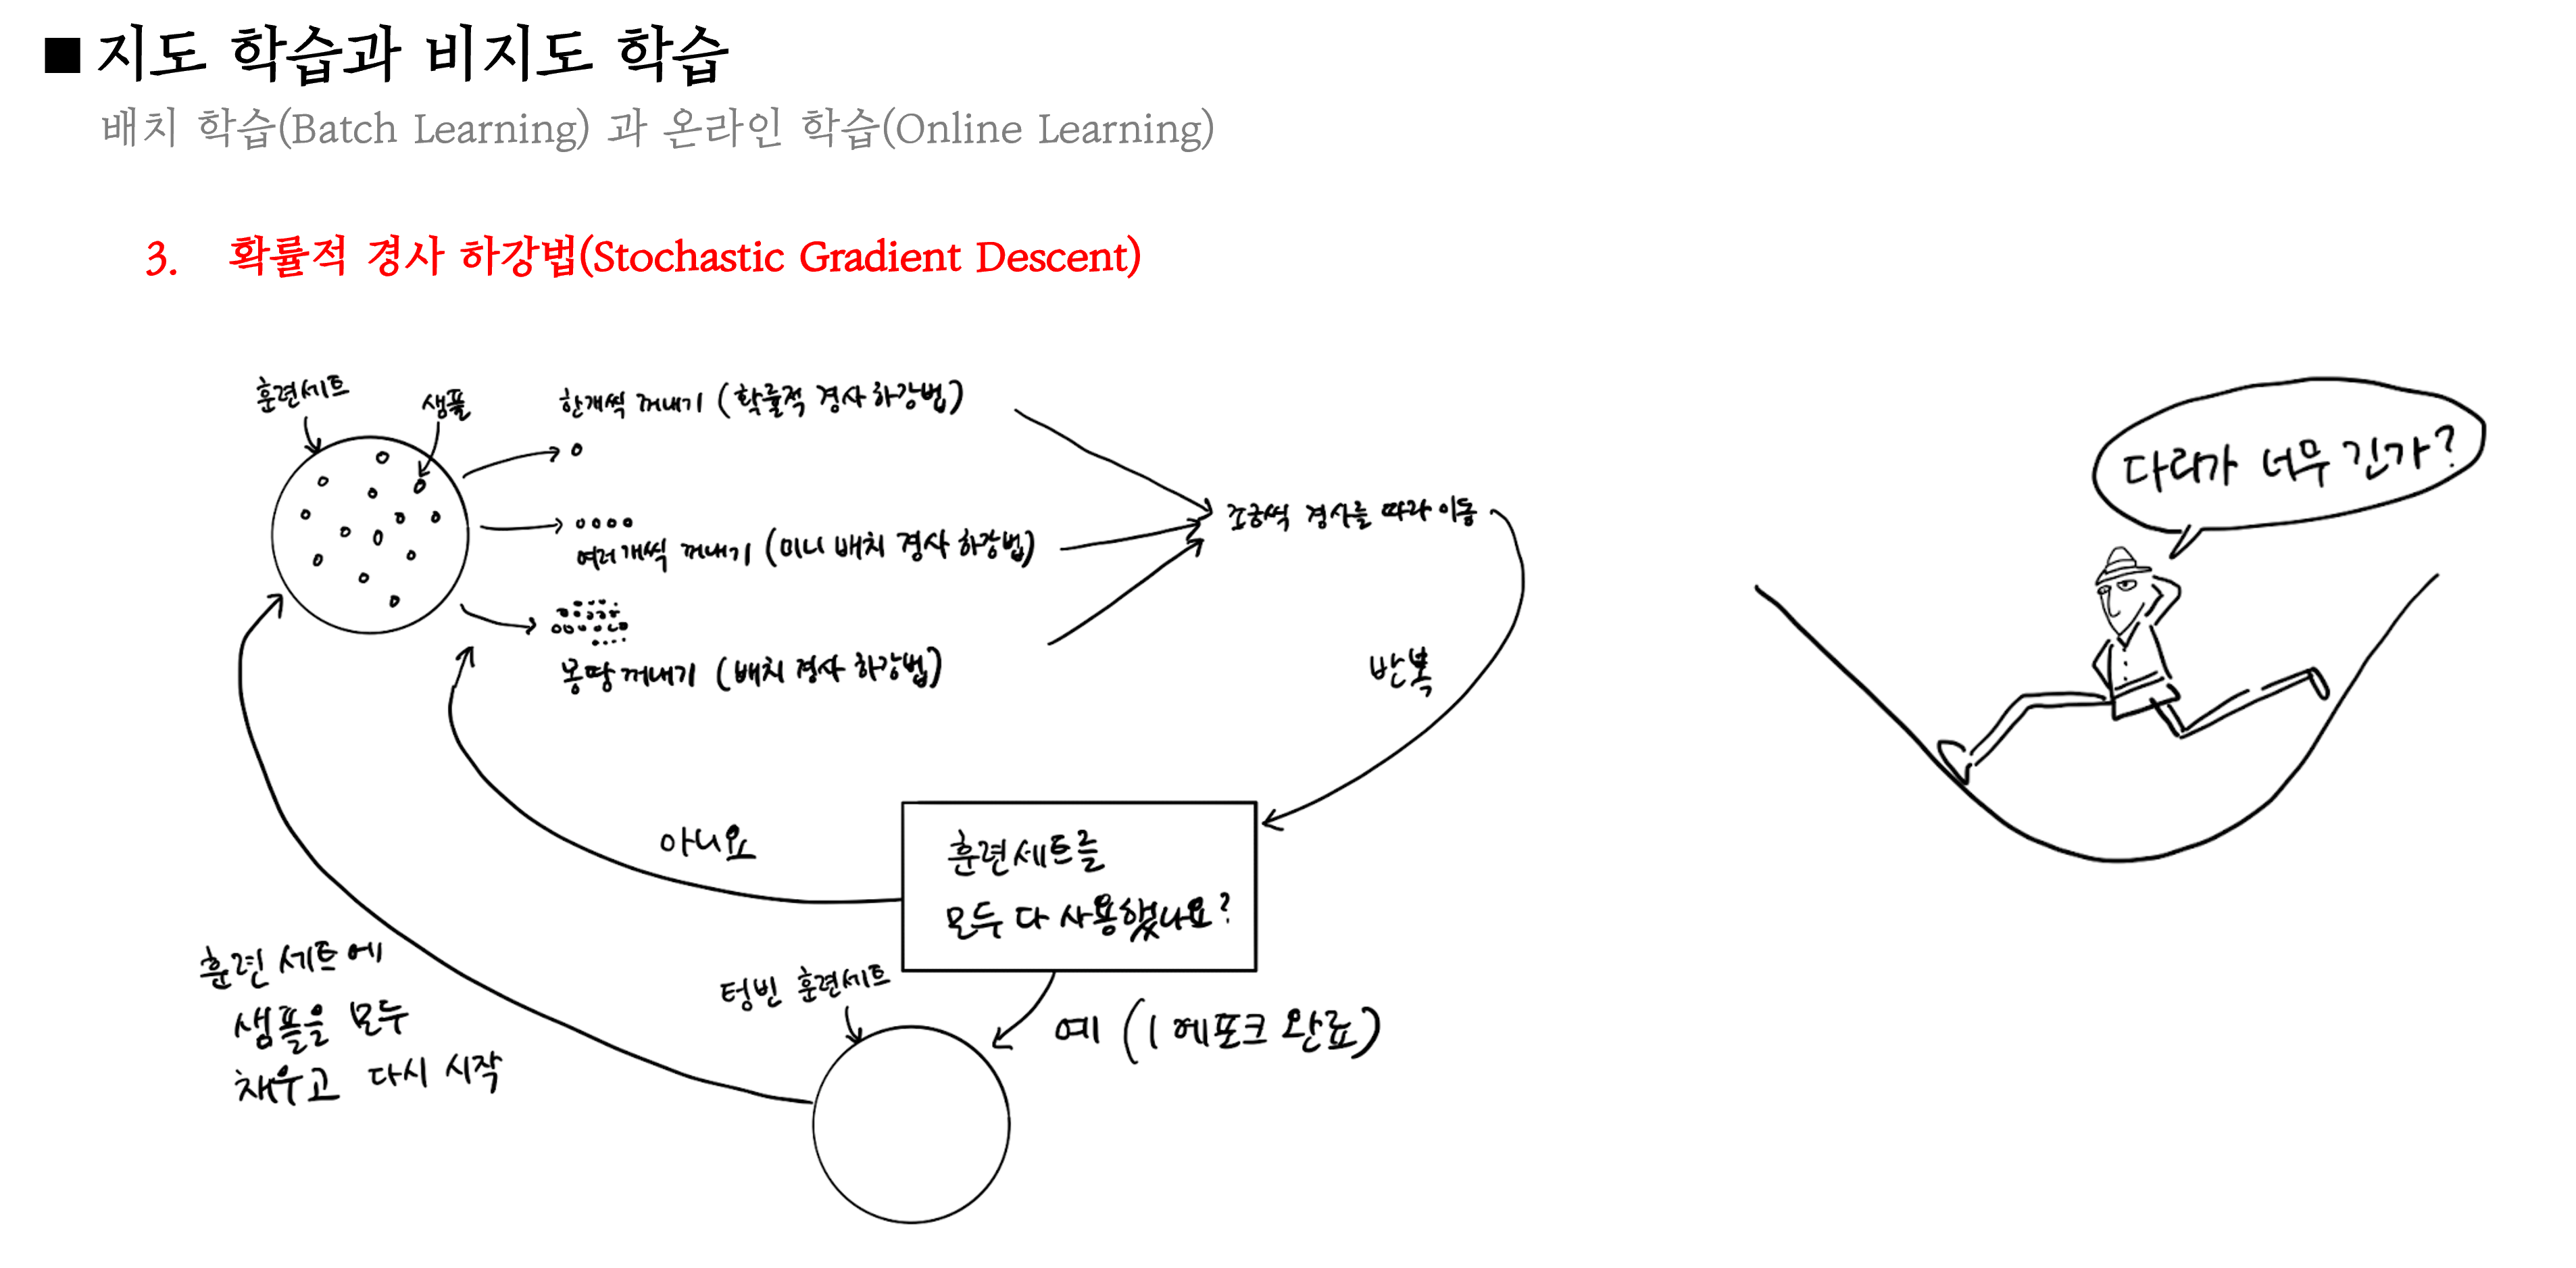 ■ 지도 학습과 비지도 학습
배치 학습(Batch Learning) 과 온라인 학습(Online Learning)
3. 확률적 경사 하강법(Stochastic Gradient Descent)
훈련세트
샘플
한개씩 꺼내기 (확률적 경사하강법)
여러개씩 꺼내기 (미니 배치 경사 하강법)
몽땅 꺼내기 (배치 경사 하강법)
조금씩 경사를 따라 이동
반복
다리가 너무 긴가?
아니요
훈련세트를
모두 다 사용했나요?
훈련 세트에
샘플을 모두
채우고 다시 시작
텅빈 훈련세트
예 (1 에포크 완료)